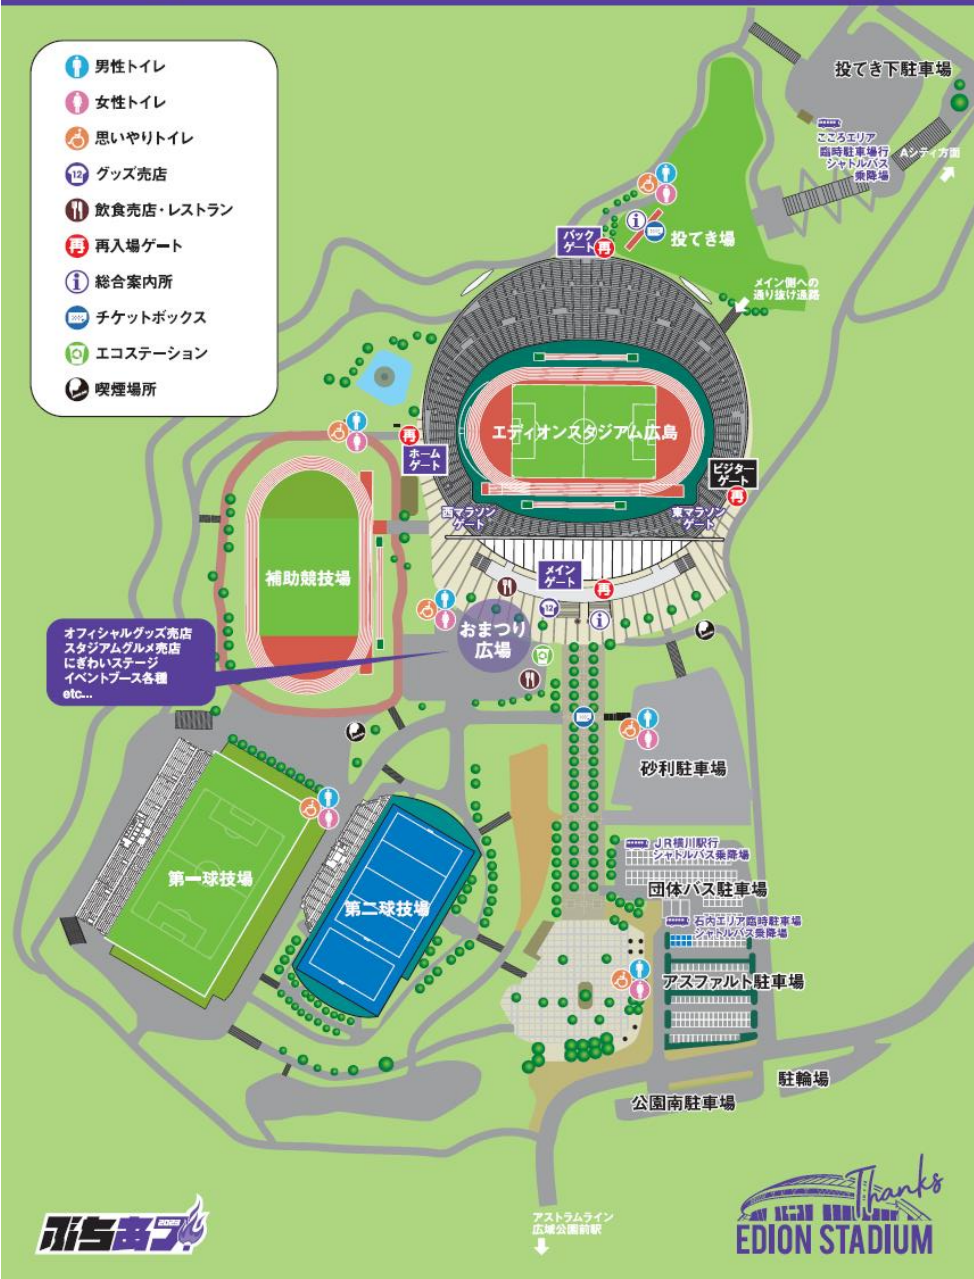 男性トイレ
女性トイレ
思いやりトイレ
12
グッズ売店
飲食売店・レストラン
再
再入場ゲート
i
総合案内所
チケットボックス
エコステーション
喫煙場所
投てき下駐車場
こころエリア
臨時駐車場行
シャトルバス
乗降場
Aシティ方面
i
バック
ゲート
再
投てき場
メイン側への
通り抜け通路
エディオンスタジアム広島
再
ホーム
ゲート
ビジター
ゲート
再
西マラソン
ゲート
東マラソン
ゲート
メイン
ゲート
再
12
i
補助競技場
おまつり
広場
オフィシャルグッズ売店
スタジアムグルメ売店
にぎわいステージ
イベントブース各種
etc...
砂利駐車場
JR横川駅行
シャトルバス乗降場
団体バス駐車場
石内エリア臨時駐車場
シャトルバス乗降場
アスファルト駐車場
第一球技場
第二球技場
駐輪場
公園南駐車場
アストラムライン
広域公園前駅
ぶちあつ!
2023
Thanks
EDION STADIUM